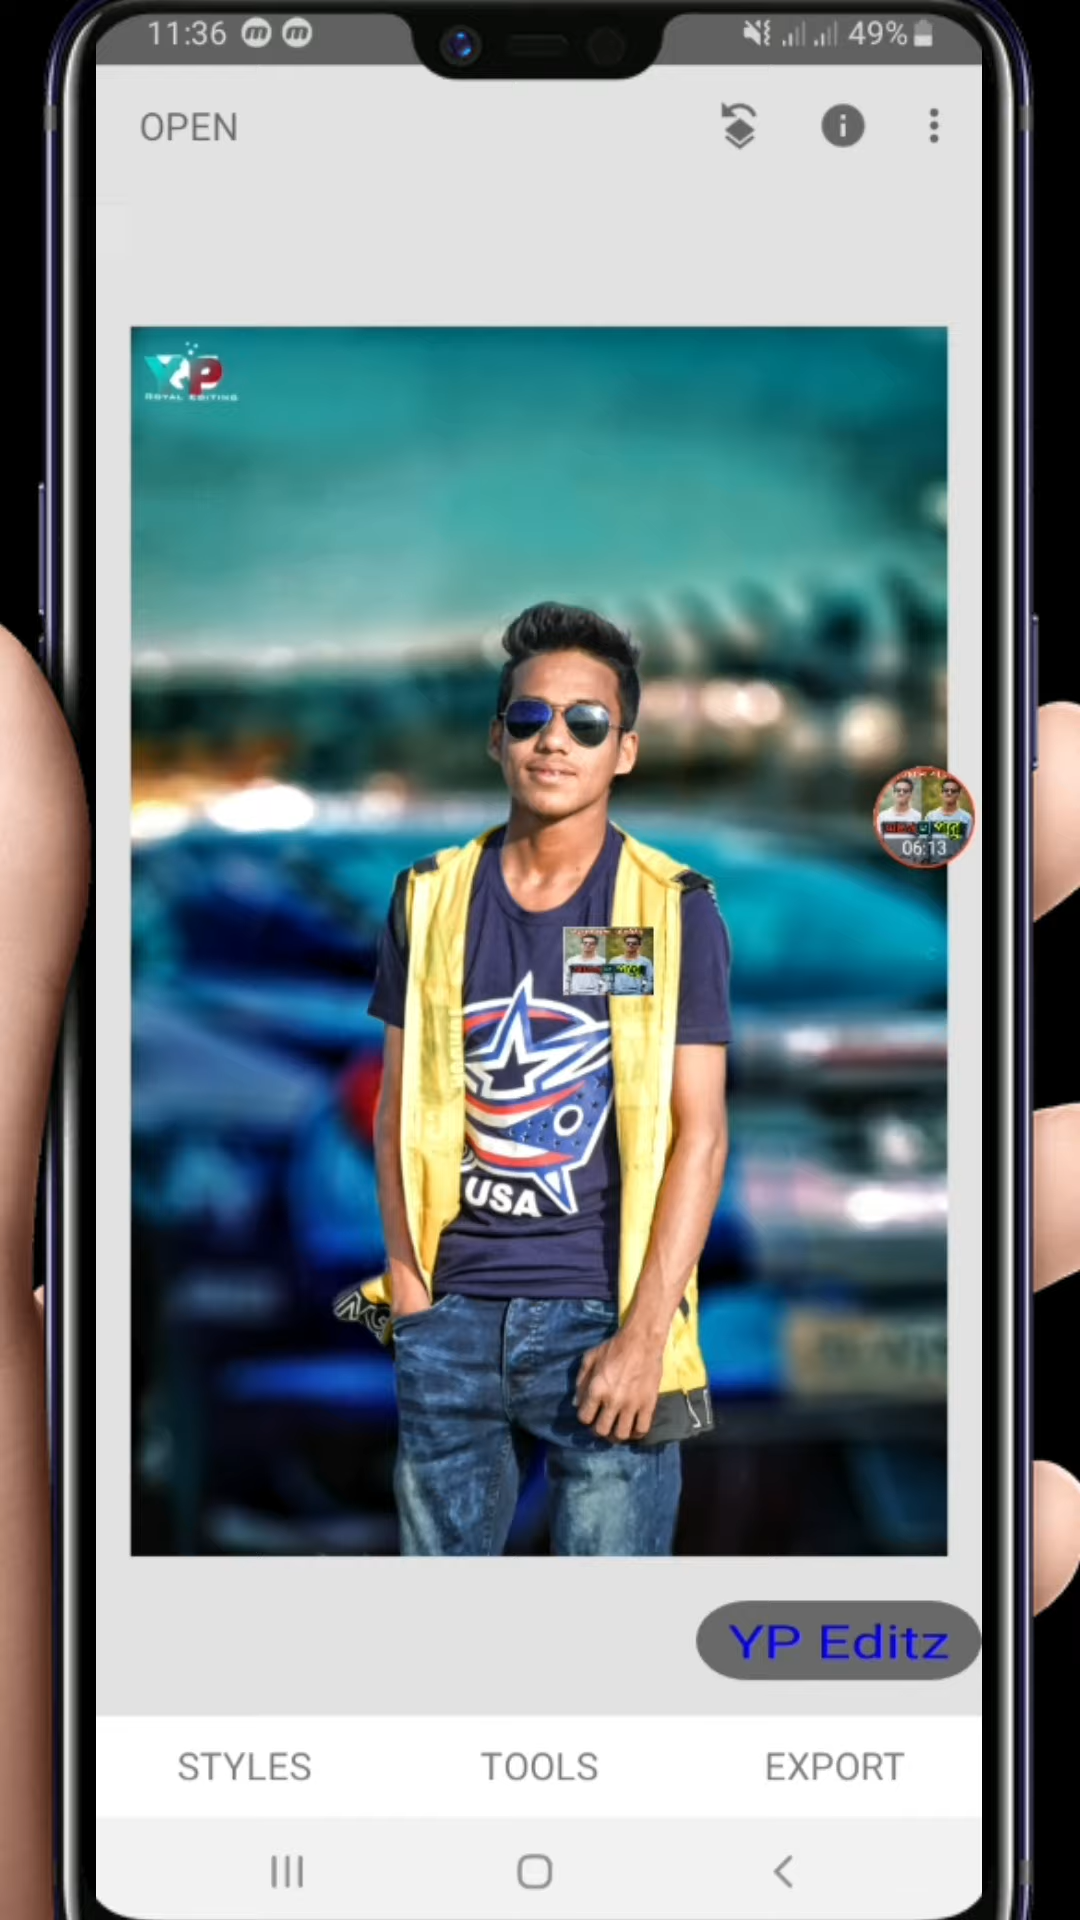 11:36
49%
OPEN
YP
ROYAL EDITING
06:13
USA
YP Editz
STYLES
TOOLS
EXPORT